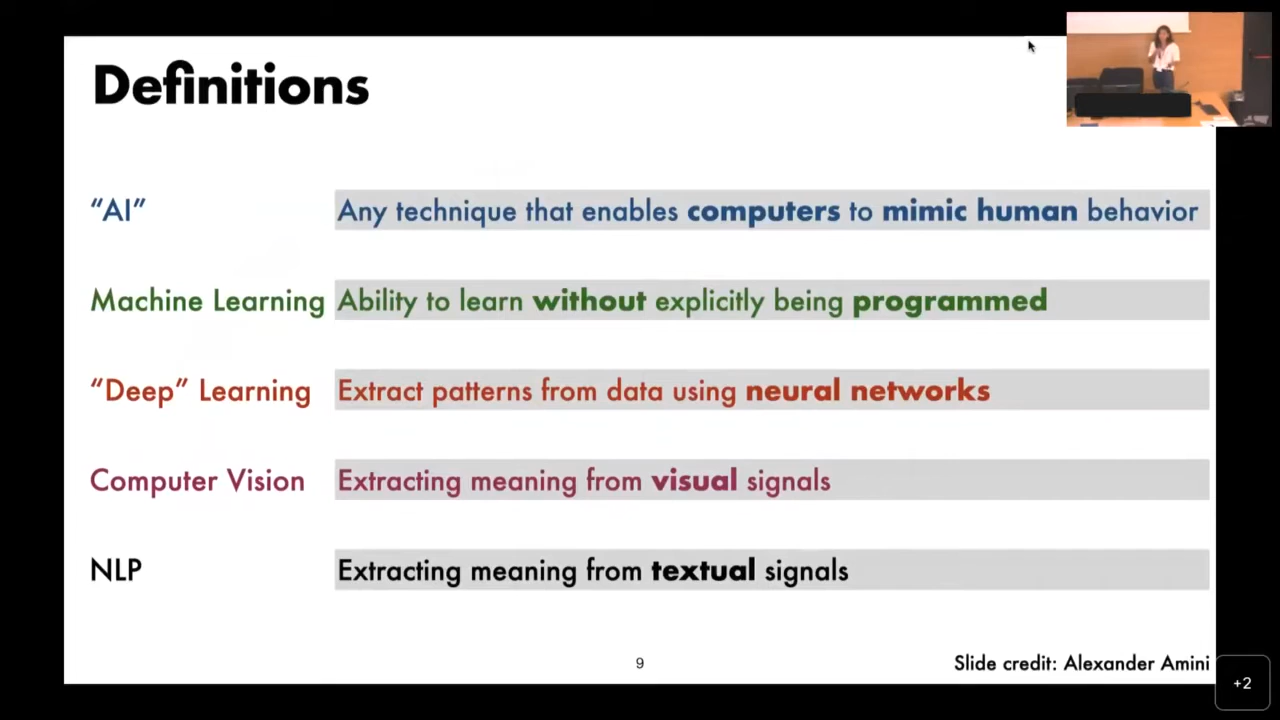 Definitions
“AI” Any technique that enables computers to mimic human behavior
Machine Learning Ability to learn without explicitly being programmed
“Deep” Learning Extract patterns from data using neural networks
Computer Vision Extracting meaning from visual signals
NLP Extracting meaning from textual signals
9
Slide credit: Alexander Amini
+2